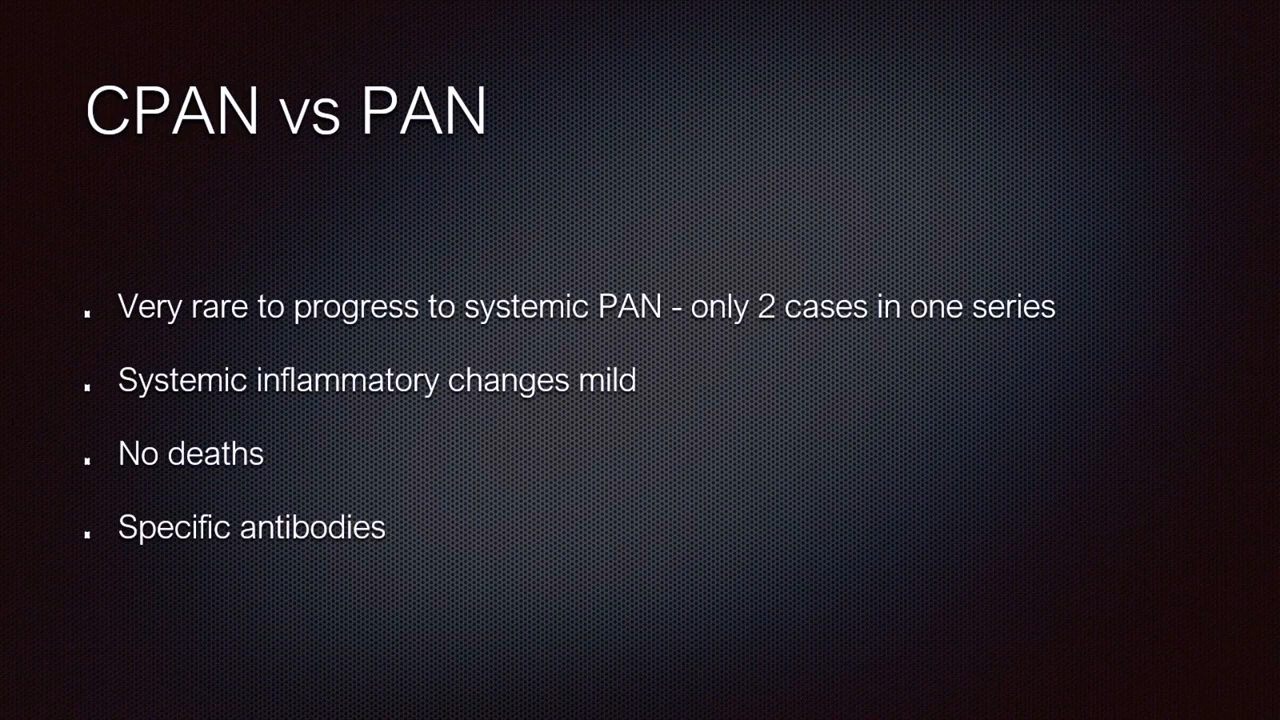 CPAN vs PAN
Very rare to progress to systemic PAN - only 2 cases in one series
Systemic inflammatory changes mild
No deaths
Specific antibodies